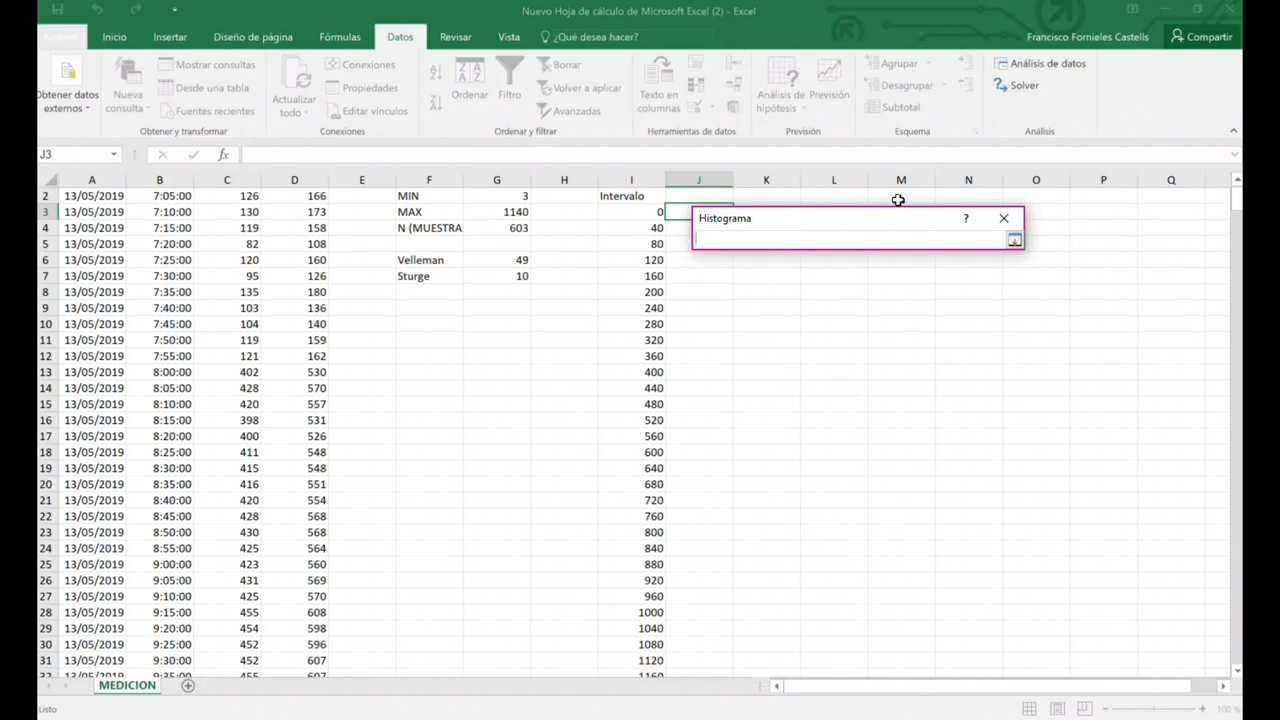 Nuevo Hoja de cálculo de Microsoft Excel (2) - Excel
Inicio Insertar Diseño de página Fórmulas Datos Revisar Vista ¿Qué desea hacer? Francisco Fornieles Castells Compartir
Obtener datos externos
Nueva consulta
Mostrar consultas
Desde una tabla
Fuentes recientes
Obtener y transformar
Actualizar todo
Conexiones
Propiedades
Editar vínculos
Conexiones
Ordenar
Filtro
Borrar
Volver a aplicar
Avanzadas
Ordenar y filtrar
Texto en columnas
Herramientas de datos
Análisis de hipótesis
Previsión
Previsión
Agrupar
Desagrupar
Subtotal
Esquema
Análisis de datos
Solver
Análisis
J3 fx
A B C D E F G H I J K L M N O P Q
2 13/05/2019 7:05:00 126 166 MIN 3 Intervalo
3 13/05/2019 7:10:00 130 173 MAX 1140 0
4 13/05/2019 7:15:00 119 158 N (MUESTRA 603 40
5 13/05/2019 7:20:00 82 108 80
6 13/05/2019 7:25:00 120 160 Velleman 49 120
7 13/05/2019 7:30:00 95 126 Sturge 10 160
8 13/05/2019 7:35:00 135 180 200
9 13/05/2019 7:40:00 103 136 240
10 13/05/2019 7:45:00 104 140 280
11 13/05/2019 7:50:00 119 159 320
12 13/05/2019 7:55:00 121 162 360
13 13/05/2019 8:00:00 402 530 400
14 13/05/2019 8:05:00 428 570 440
15 13/05/2019 8:10:00 420 557 480
16 13/05/2019 8:15:00 398 531 520
17 13/05/2019 8:20:00 400 526 560
18 13/05/2019 8:25:00 411 548 600
19 13/05/2019 8:30:00 415 548 640
20 13/05/2019 8:35:00 416 551 680
21 13/05/2019 8:40:00 420 554 720
22 13/05/2019 8:45:00 428 568 760
23 13/05/2019 8:50:00 430 568 800
24 13/05/2019 8:55:00 425 564 840
25 13/05/2019 9:00:00 423 560 880
26 13/05/2019 9:05:00 431 569 920
27 13/05/2019 9:10:00 425 570 960
28 13/05/2019 9:15:00 455 608 1000
29 13/05/2019 9:20:00 454 598 1040
30 13/05/2019 9:25:00 452 596 1080
31 13/05/2019 9:30:00 452 607 1120
32 13/05/2019 9:35:00 455 607 1160
Histograma ?
MEDICION
Listo
100 %